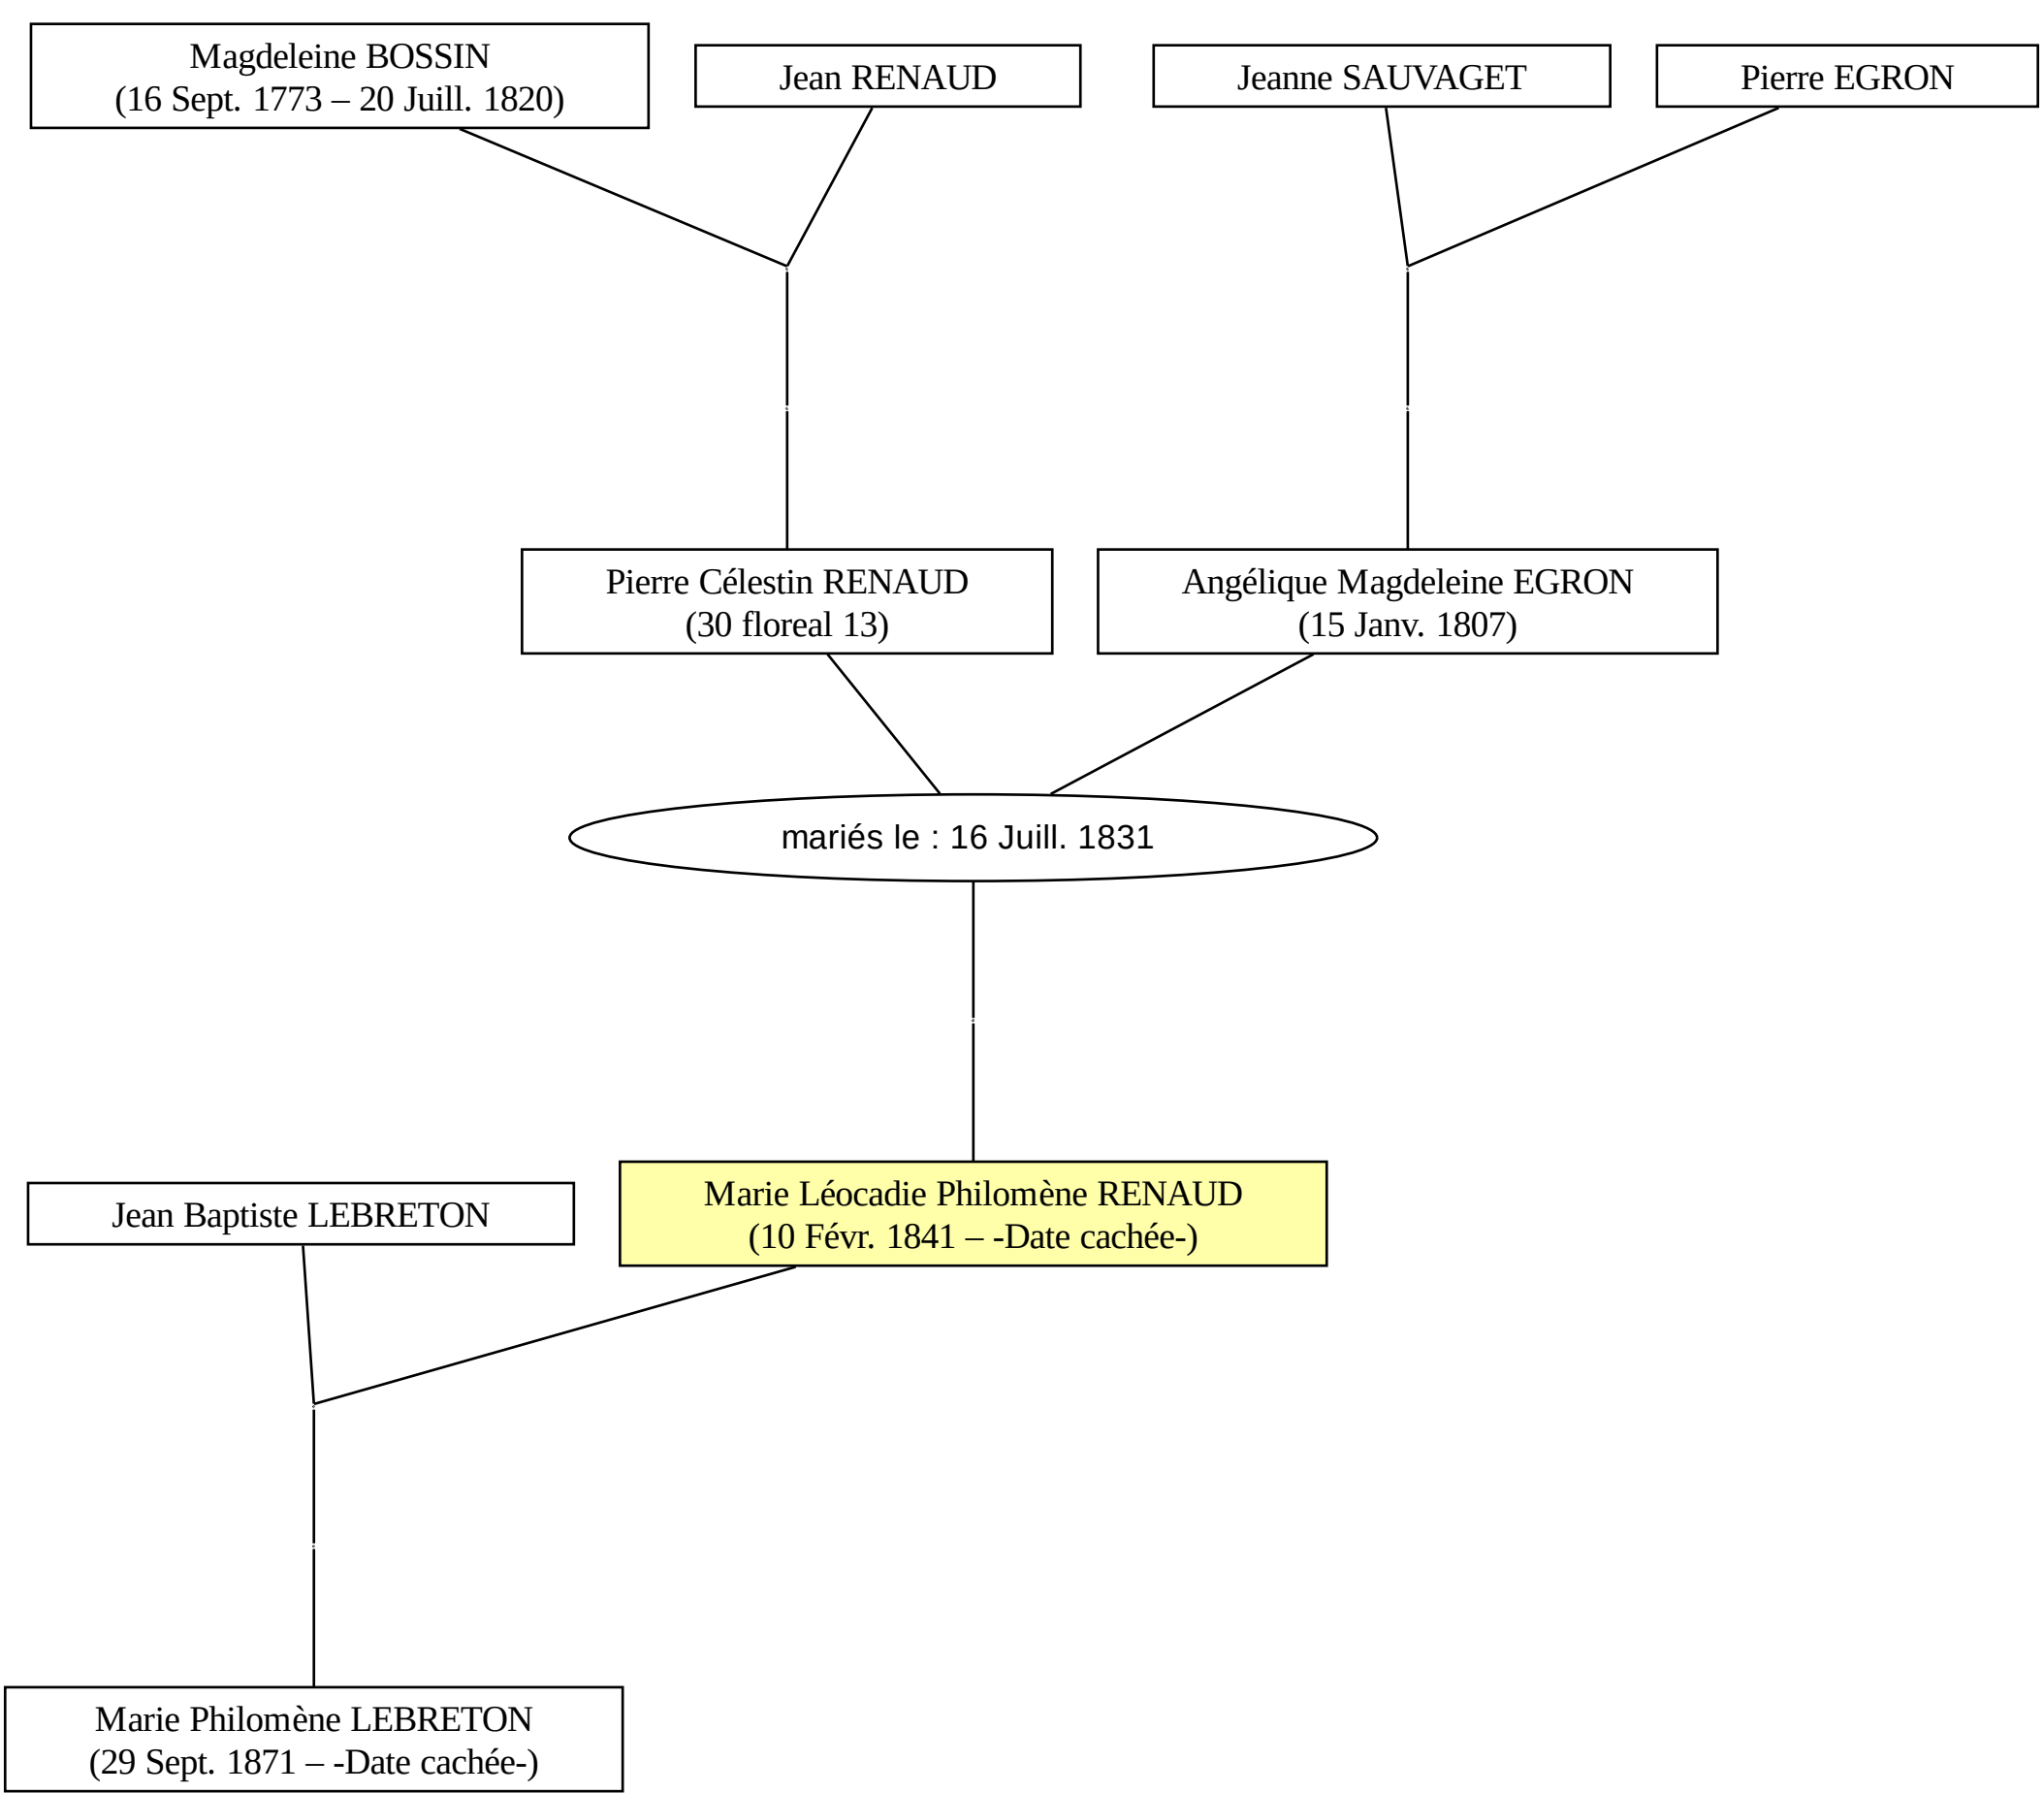 Magdeleine BOSSIN
(16 Sept. 1773 – 20 Juill. 1820)
Jean RENAUD
Jeanne SAUVAGET
Pierre EGRON
Pierre Célestin RENAUD
(30 floreal 13)
Angélique Magdeleine EGRON
(15 Janv. 1807)
mariés le : 16 Juill. 1831
Jean Baptiste LEBRETON
Marie Léocadie Philomène RENAUD
(10 Févr. 1841 – -Date cachée-)
Marie Philomène LEBRETON
(29 Sept. 1871 – -Date cachée-)